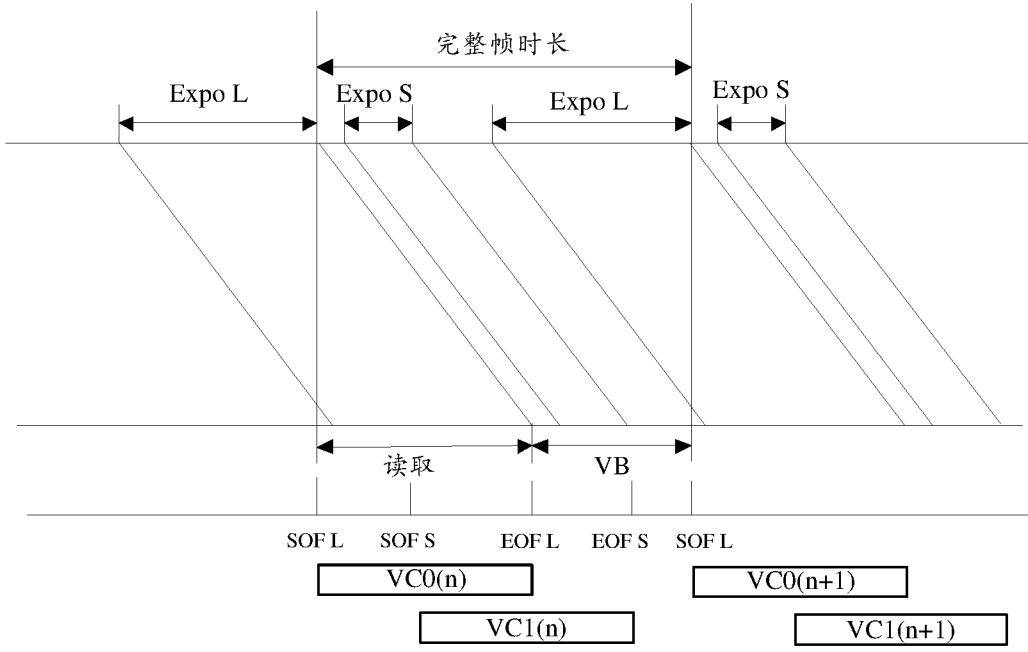 完整帧时长
Expo L
Expo S
Expo L
Expo S
读取
VB
SOF L
SOF S
EOF L
EOF S
SOF L
VC0(n)
VC0(n+1)
VC1(n)
VC1(n+1)